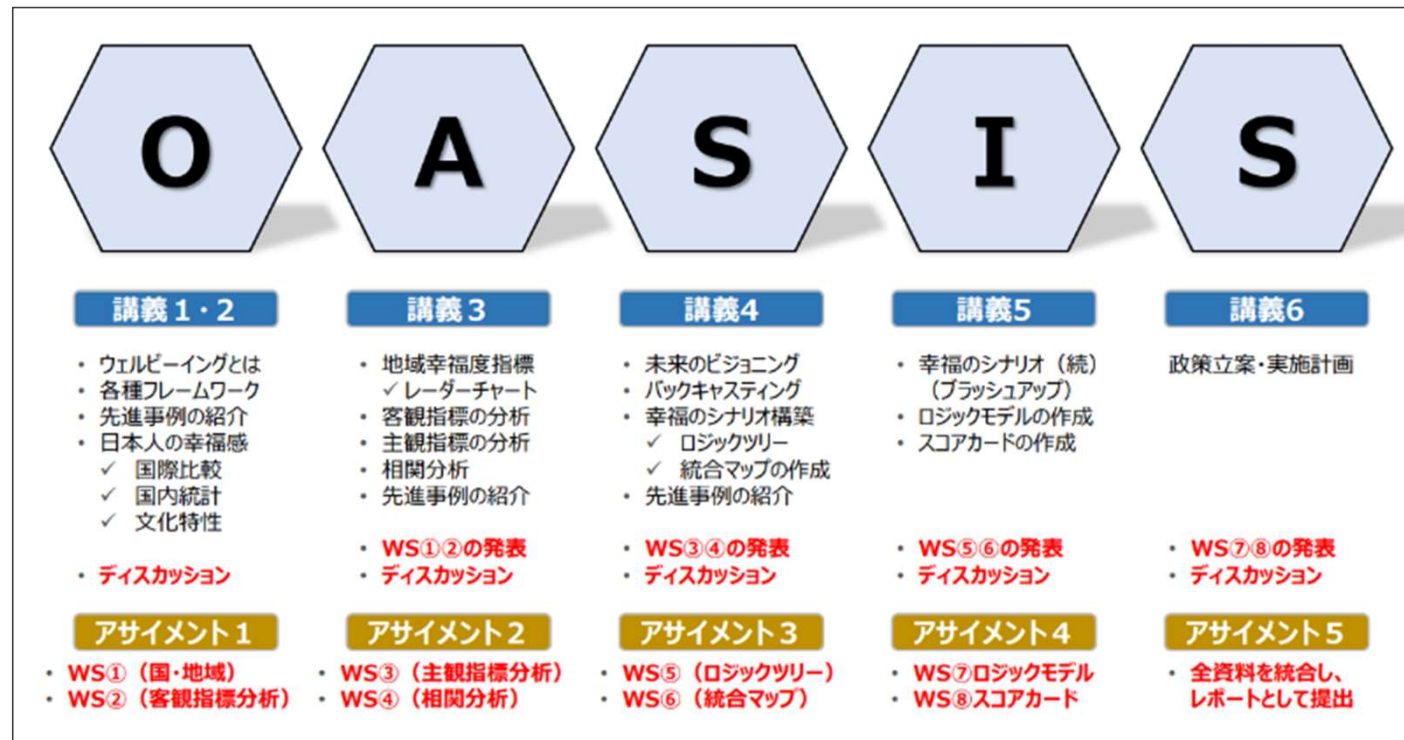 O
A
S
I
S
講義１・２
・ ウェルビーイングとは
・ 各種フレームワーク
・ 先進事例の紹介
・ 日本人の幸福感
✓ 国際比較
✓ 国内統計
✓ 文化特性
・ ディスカッション
アサイメント１
・ WS①（国・地域）
・ WS②（客観指標分析）
講義３
・ 地域幸福度指標
✓レーダーチャート
・ 客観指標の分析
・ 主観指標の分析
・ 相関分析
・ 先進事例の紹介
・ WS①②の発表
・ ディスカッション
アサイメント２
・ WS③（主観指標分析）
・ WS④（相関分析）
講義4
・ 未来のビジョニング
・ バックキャスティング
・ 幸福のシナリオ構築
✓ ロジックツリー
✓ 統合マップの作成
・ 先進事例の紹介
・ WS③④の発表
・ ディスカッション
アサイメント３
・ WS⑤（ロジックツリー）
・ WS⑥（統合マップ）
講義5
・ 幸福のシナリオ（続）
（ブラッシュアップ）
・ ロジックモデルの作成
・ スコアカードの作成
・ WS⑤⑥の発表
・ ディスカッション
アサイメント４
・ WS⑦ロジックモデル
・ WS⑧スコアカード
講義6
政策立案・実施計画
・ WS⑦⑧の発表
・ ディスカッション
アサイメント５
・ 全資料を統合し、
レポートとして提出